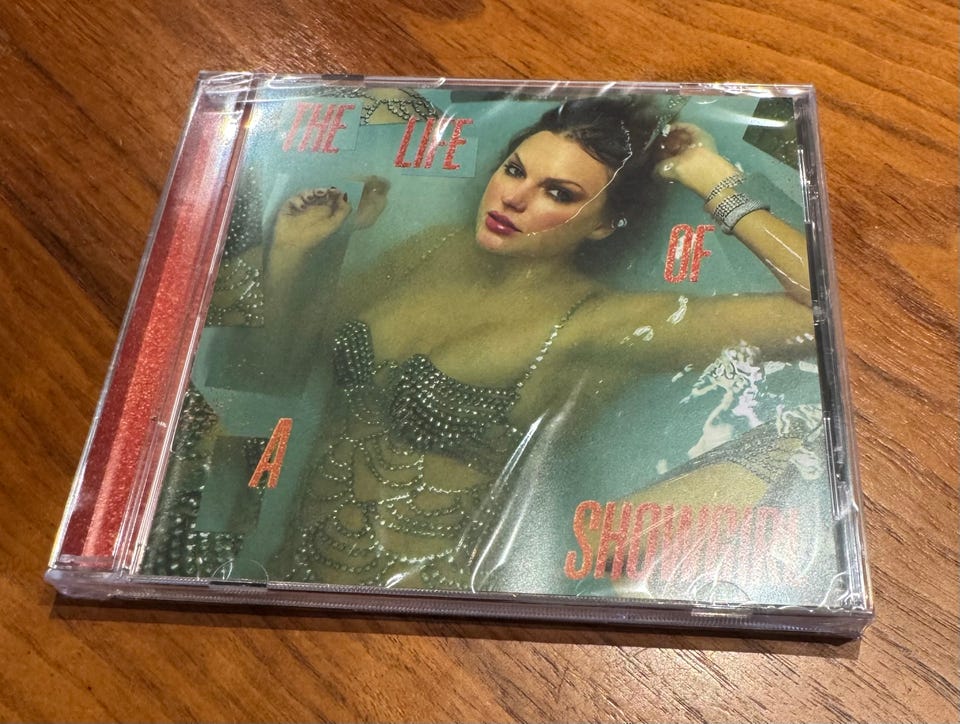 THE LIFE
OF
A
SHOWGIRL